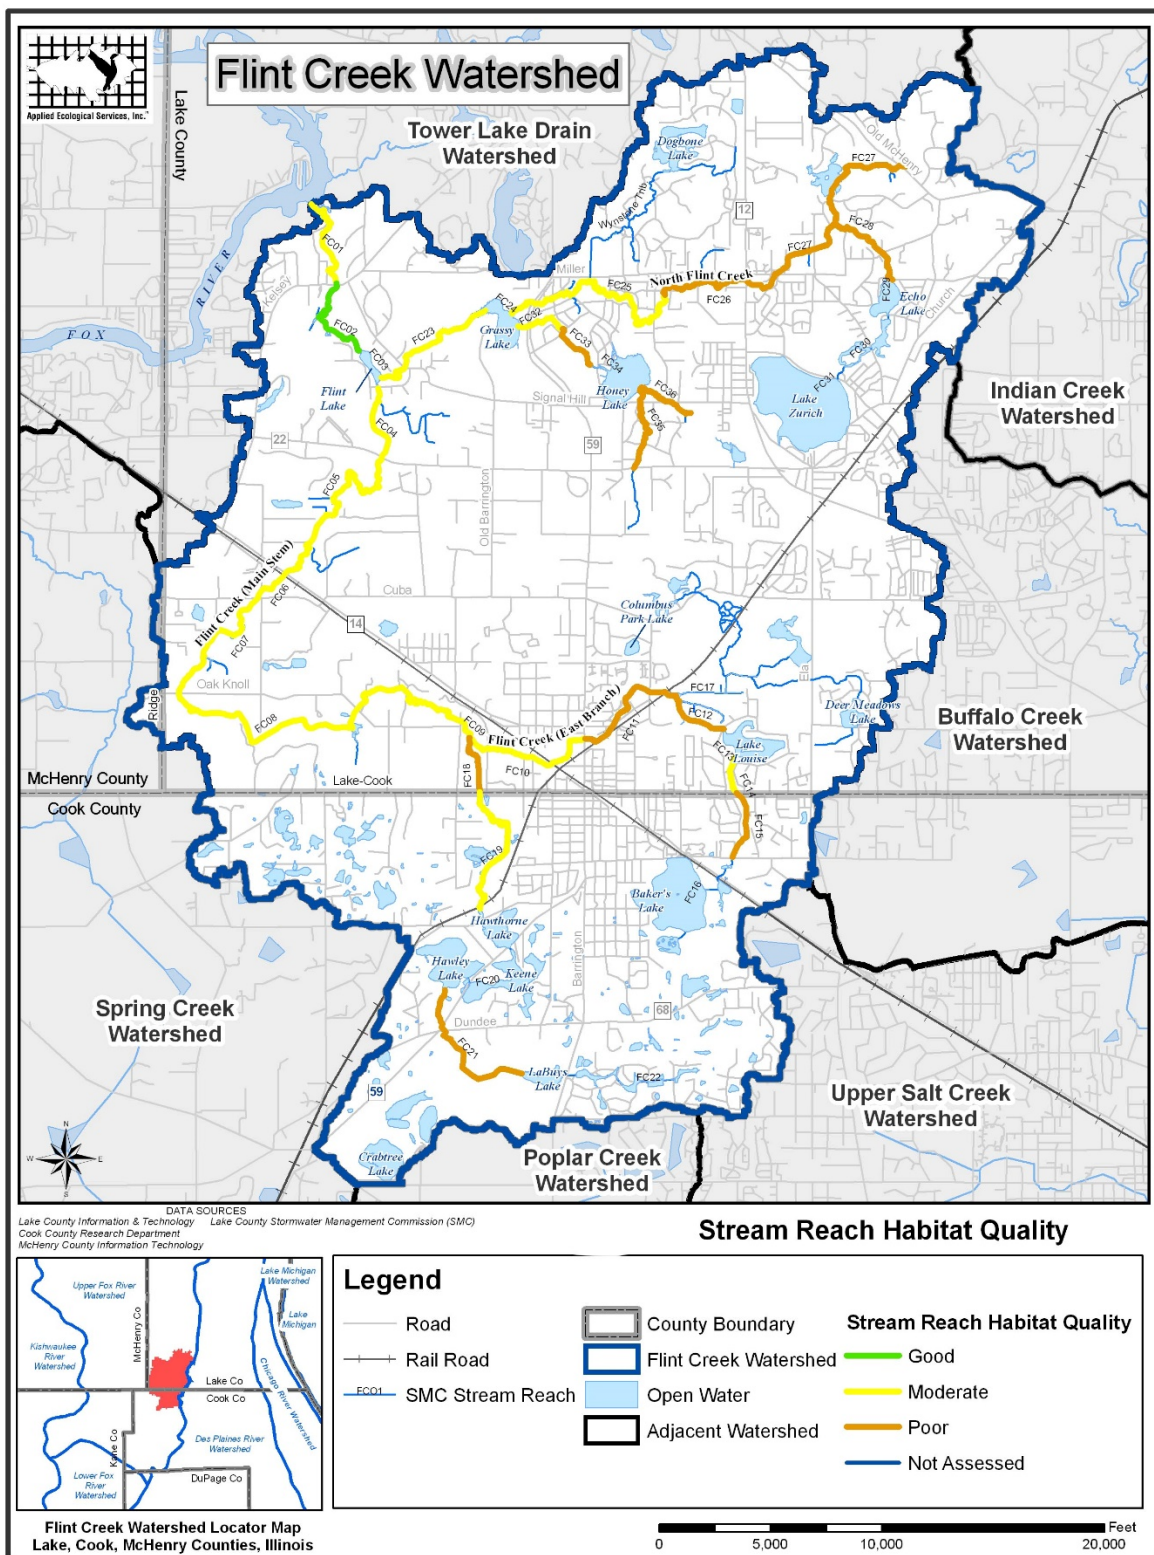 Applied Ecological Services, Inc.™
Flint Creek Watershed
Lake County
Tower Lake Drain
Watershed
Dogbone
Lake
Old McHenry
FC27
Wynstone Trib
12
FC28
FC01
FC27
RIVER
Kelsey
Miller
North Flint Creek
FC25
FC26
FC29
Echo
Lake
Church
FOX
FC02
FC24
FC32
FC23
Grassy
Lake
FC33
FC30
FC03
FC34
FC31
Flint
Lake
Honey
Lake
FC36
Lake
Zurich
Indian Creek
Watershed
Signal Hill
FC35
FC04
22
59
FC05
Old Barrington
Flint Creek (Main Stem)
FC06
Cuba
Columbus
Park Lake
14
FC07
Oak Knoll
Ela
Ridge
FC17
FC08
FC09
Flint Creek (East Branch)
FC11
FC12
Deer Meadows
Lake
Buffalo Creek
Watershed
Lake
Louise
FC13
McHenry County
Lake-Cook
FC18
FC10
FC14
Cook County
FC15
FC19
Baker's
Lake
FC16
Hawthorne
Lake
Hawley
Lake
Keene
Lake
FC20
Barrington
Spring Creek
Watershed
68
Dundee
FC21
LaBuys
Lake
FC22
59
Upper Salt Creek
Watershed
N
W
E
S
Crabtree
Lake
Poplar Creek
Watershed
DATA SOURCES
Lake County Information & Technology Lake County Stormwater Management Commission (SMC)
Cook County Research Department
McHenry County Information Technology
Stream Reach Habitat Quality
Upper Fox River
Watershed
McHenry Co
Lake Michigan
Watershed
Lake
Michigan
Kishwaukee
River
Watershed
Chicago River Watershed
Lake Co
Cook Co
Kane Co
Des Plaines River
Watershed
Lower Fox
River
Watershed
DuPage Co
Flint Creek Watershed Locator Map
Lake, Cook, McHenry Counties, Illinois
Legend
Road
Rail Road
FC01
SMC Stream Reach
County Boundary
Flint Creek Watershed
Open Water
Adjacent Watershed
Stream Reach Habitat Quality
Good
Moderate
Poor
Not Assessed
Feet
0
5,000
10,000
20,000